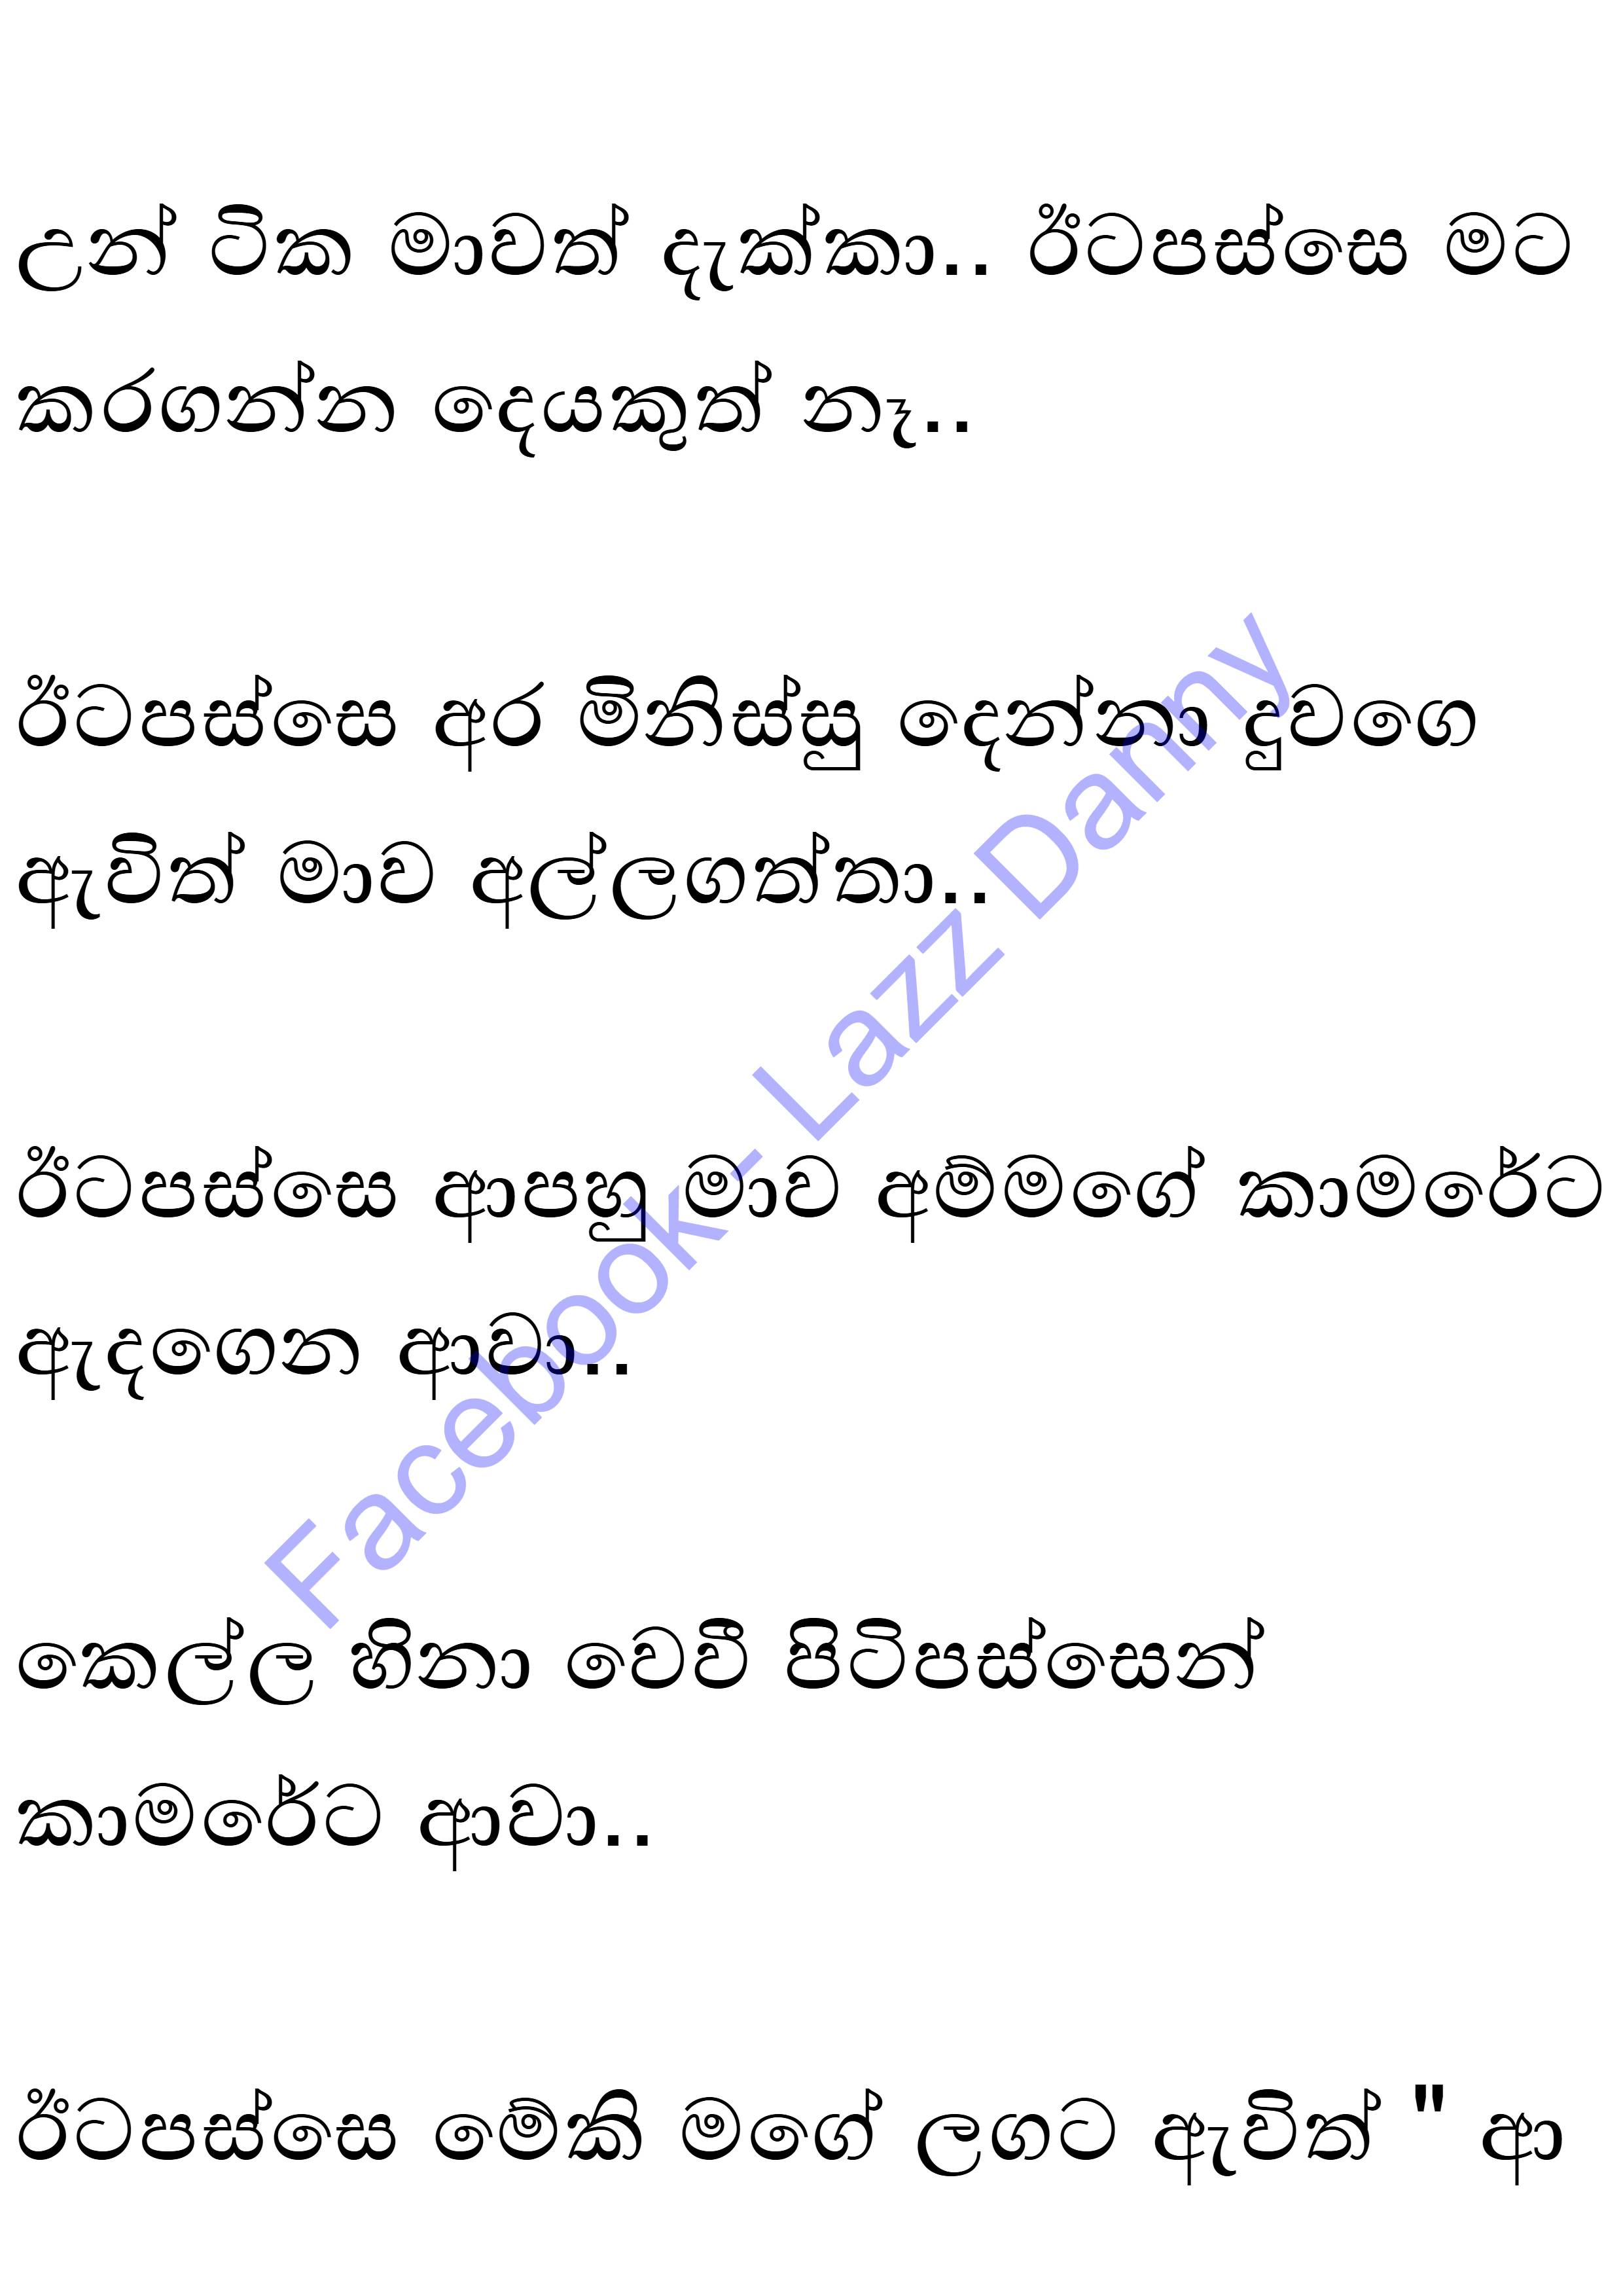 උන් ටික මාවත් දැක්කා.. ඊටපස්සෙ මට
කරගන්න දෙයකුත් නෑ..
ඊටපස්සෙ අර මිනිස්සු දෙන්නා දුවගෙ
ඇවිත් මාව අල්ලගත්තා..
ඊටපස්සෙ ආපහු මාව අම්මගේ කාමරේට
ඇදගෙන ආවා..
කෙල්ල හිනා වෙවී පිටිපස්සෙන්
කාමරේට ආවා..
ඊටපස්සෙ මේකි මගේ ලගට ඇවිත් " ආ
Facebook - Lazz Danny